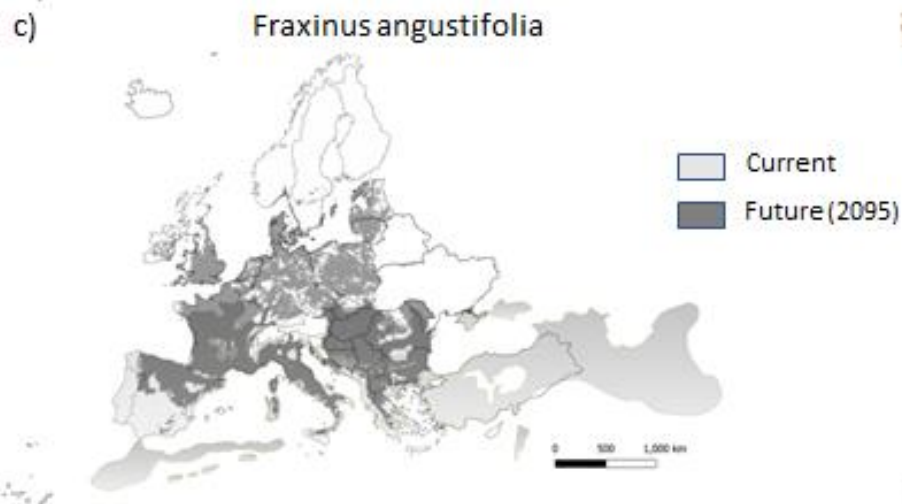 c)
Fraxinus angustifolia
Current
Future (2095)
0 500 1,000 km